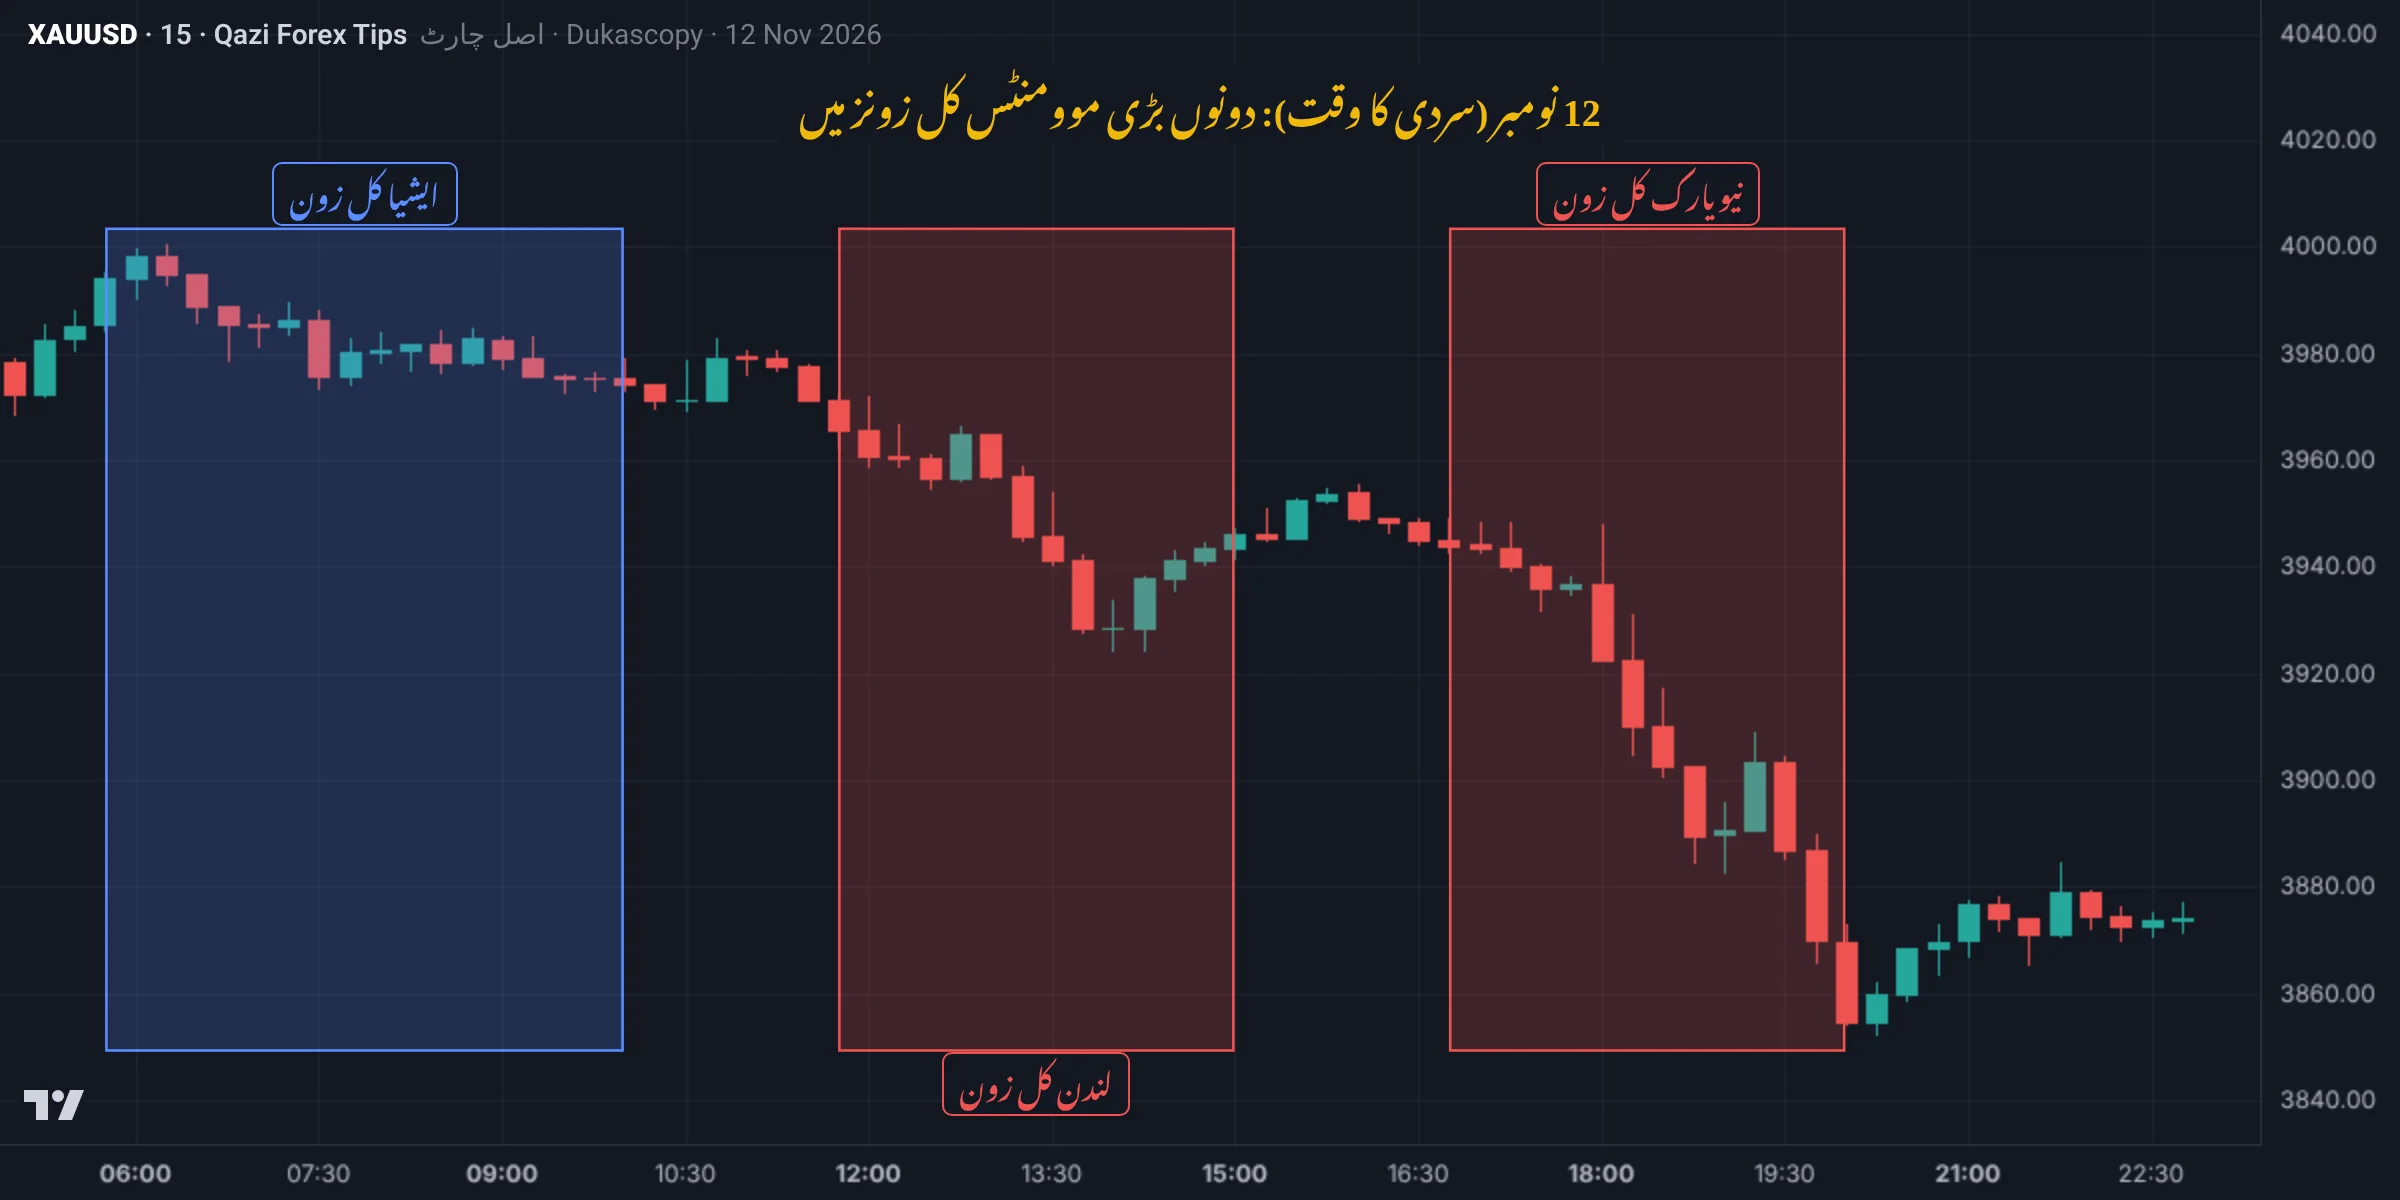 XAUUSD · 15 · Qazi Forex Tips اصل چارٹ · Dukascopy · 12 Nov 2026
12 نومبر (سردی کا وقت): دونوں بڑی موومنٹس کل زونز میں
ایشیا کل زون
نیویارک کل زون
لندن کل زون
4040.00
4020.00
4000.00
3980.00
3960.00
3940.00
3920.00
3900.00
3880.00
3860.00
3840.00
06:00 07:30 09:00 10:30 12:00 13:30 15:00 16:30 18:00 19:30 21:00 22:30